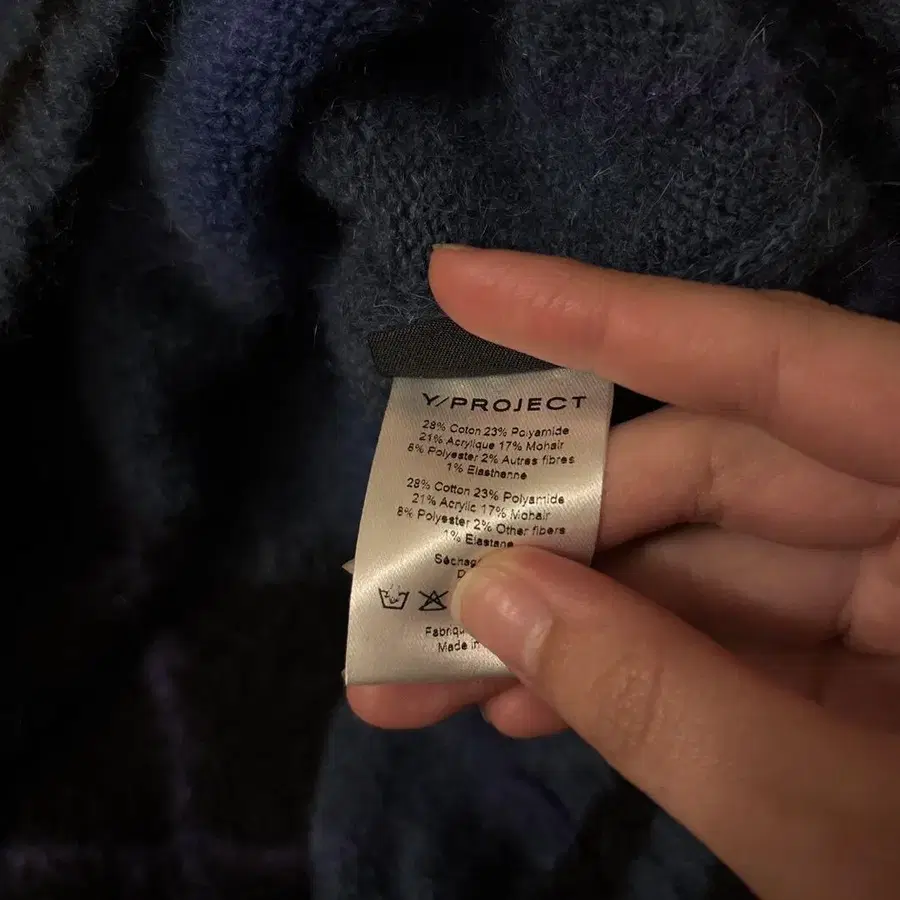 Y/PROJECT
28% Coton 23% Polyamide
21% Acrylique 17% Mohair
8% Polyester 2% Autres fibres
1% Elasthanne
28% Cotton 23% Polyamide
21% Acrylic 17% Mohair
8% Polyester 2% Other fibers
1% Elastane
Made in